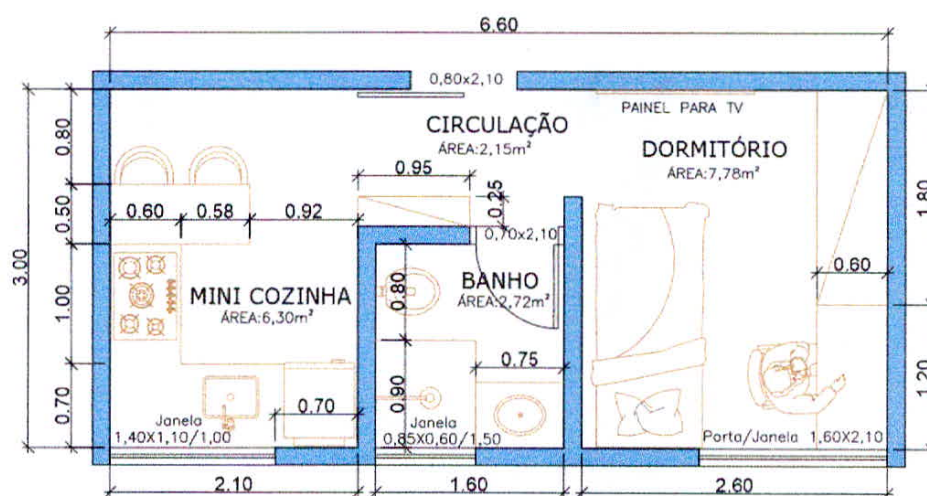 6.60
0,80x2,10
PAINEL PARA TV
CIRCULAÇÃO
ÁREA:2,15m²
DORMITÓRIO
ÁREA:7,78m²
0.80
0.95
0.25
1.80
0.50
0.60
0.58
0.92
0,70x2,10
3.00
BANHO
ÁREA:2,72m²
0.60
MINI COZINHA
ÁREA:6,30m²
0.80
1.00
0.75
1.20
0.70
0.70
0.90
Janela
1,40X1,10/1,00
Janela
0,85X0,60/1,50
Porta/Janela 1,60X2,10
2.10
1.60
2.60